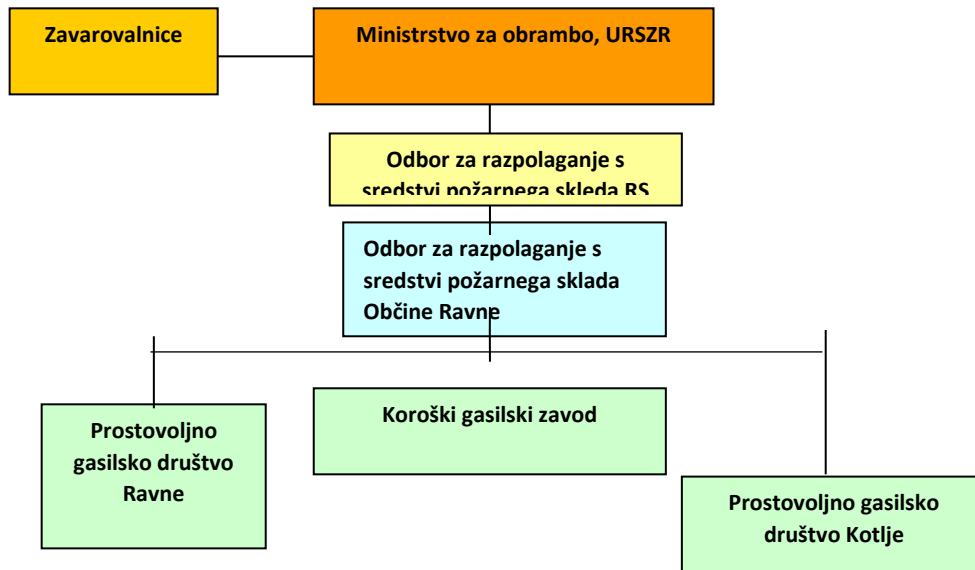 Zavarovalnice
Ministrstvo za obrambo, URSZR
Odbor za razpolaganje s
sredstvi požarnega skleda RS
Odbor za razpolaganje s
sredstvi požarnega sklada
Občine Ravne
Prostovoljno
gasilsko društvo
Ravne
Koroški gasilski zavod
Prostovoljno gasilsko
društvo Kotlje